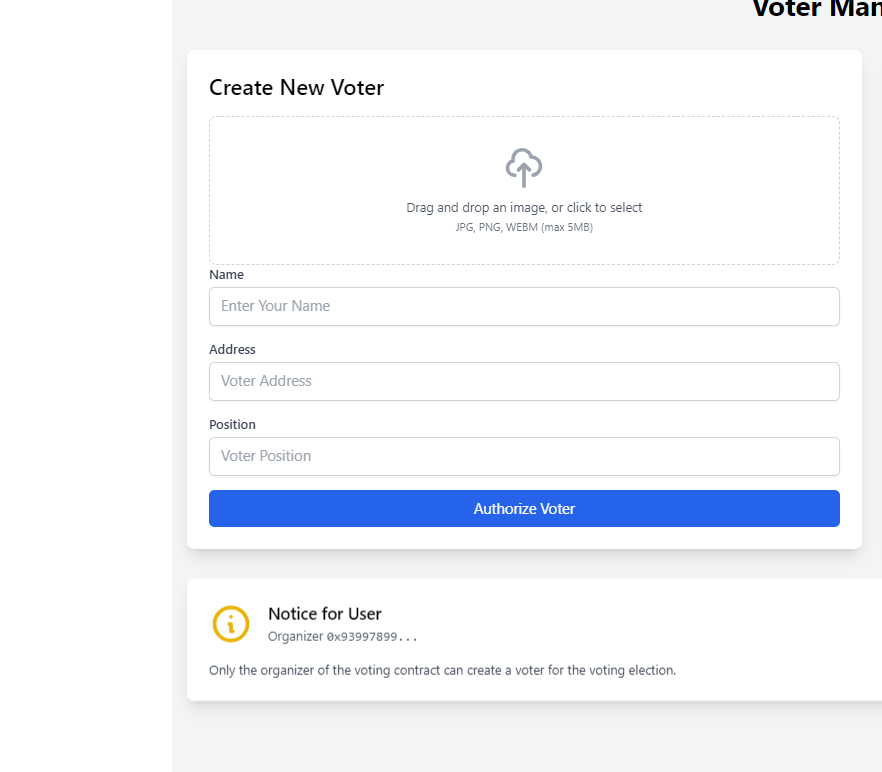 Voter Man
Create New Voter
Drag and drop an image, or click to select
JPG, PNG, WEBM (max 5MB)
Name
Enter Your Name
Address
Voter Address
Position
Voter Position
Authorize Voter
Notice for User
Organizer 0x93997899...
Only the organizer of the voting contract can create a voter for the voting election.